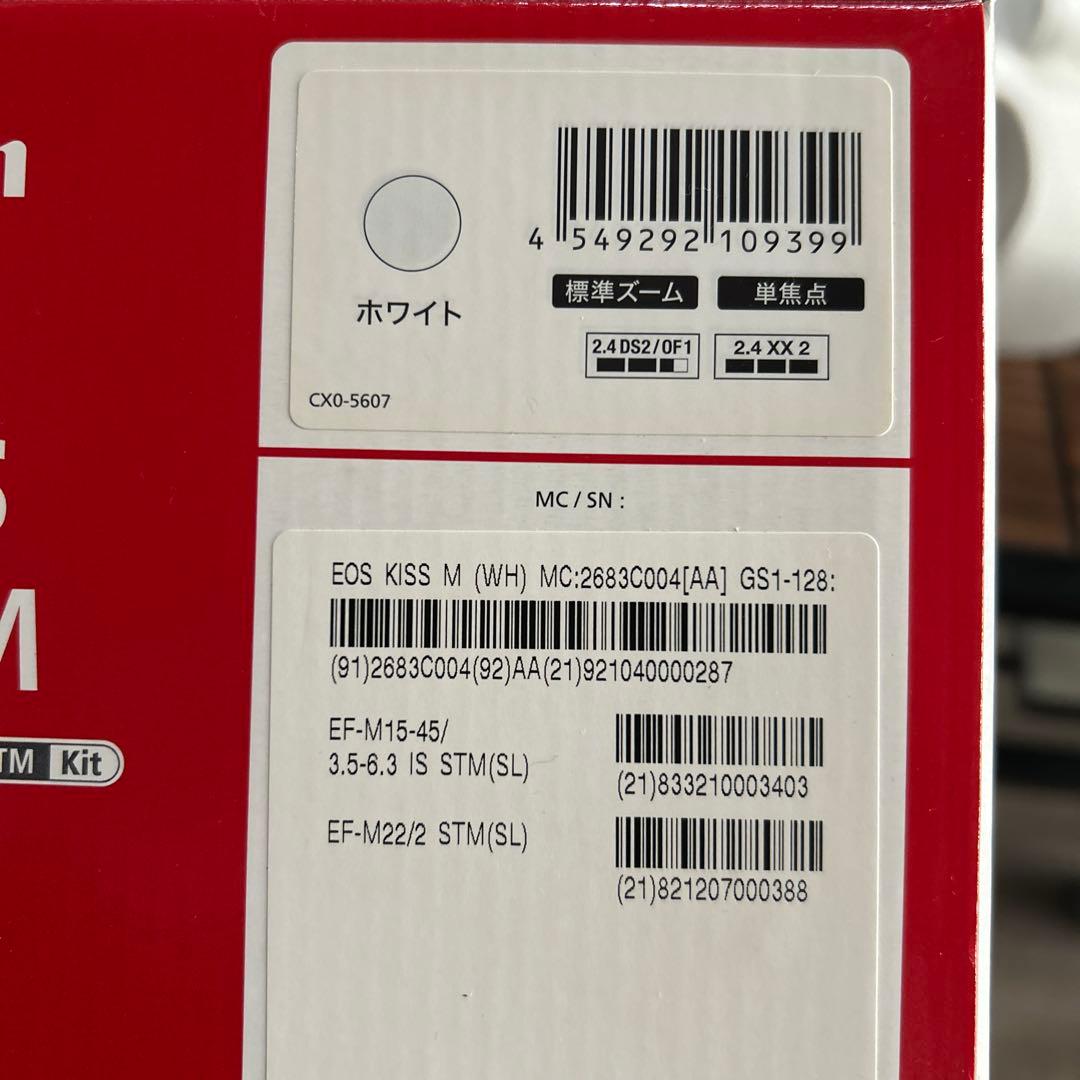 4 549292 109399
ホワイト
標準ズーム 単焦点
2.4 DS2/0F1 2.4 XX 2
CX0-5607
MC / SN :
EOS KISS M (WH) MC:2683C004[AA] GS1-128:
(91)2683C004(92)AA(21)921040000287
EF-M15-45/
3.5-6.3 IS STM(SL)
(21)833210003403
EF-M22/2 STM(SL)
(21)821207000388
n
S
M
TM Kit